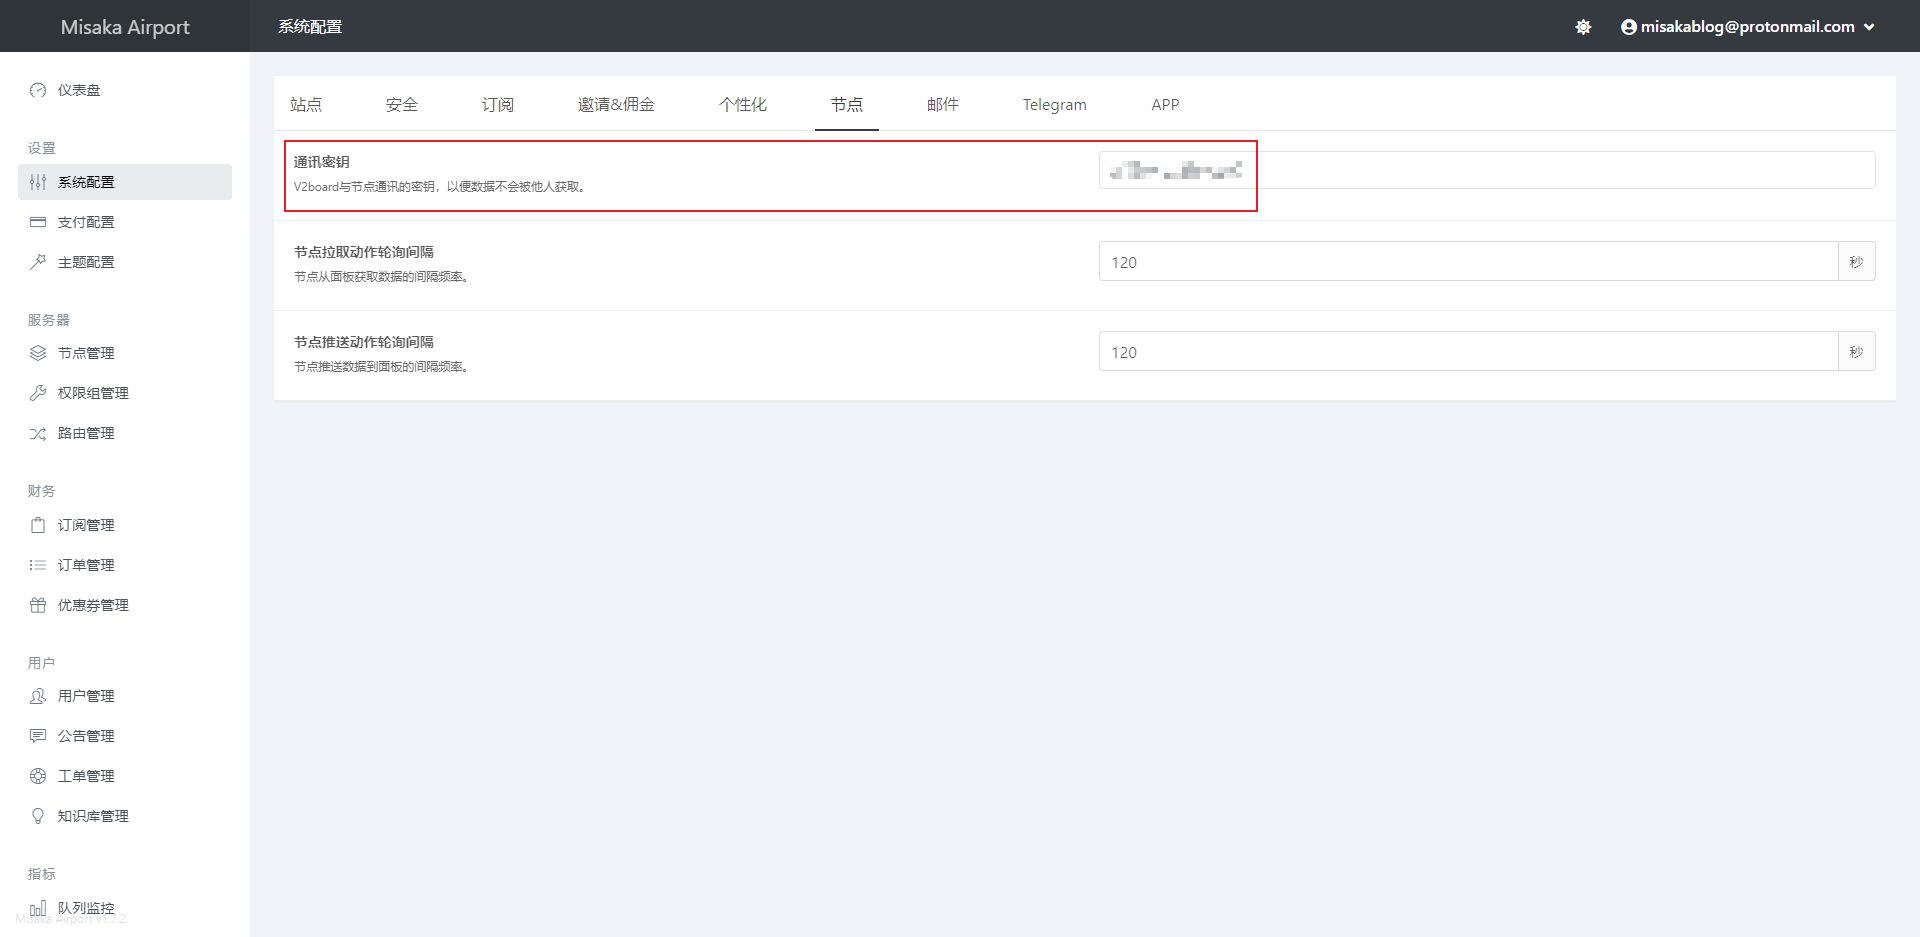 Misaka Airport
系统配置
misakablog@protonmail.com
仪表盘
设置
系统配置
支付配置
主题配置
服务器
节点管理
权限组管理
路由管理
财务
订阅管理
订单管理
优惠券管理
用户
用户管理
公告管理
工单管理
知识库管理
指标
队列监控
Misaka Airport v1.7.2
站点 安全 订阅 邀请&佣金 个性化 节点 邮件 Telegram APP
通讯密钥
V2board与节点通讯的密钥，以便数据不会被他人获取。
节点拉取动作轮询间隔
节点从面板获取数据的间隔频率。
120 秒
节点推送动作轮询间隔
节点推送数据到面板的间隔频率。
120 秒